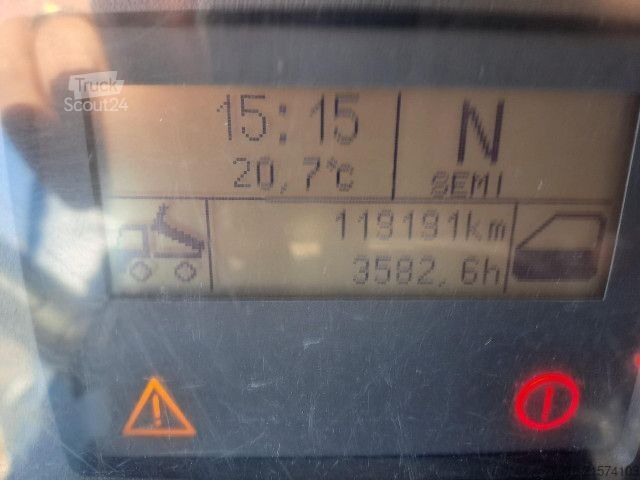 Truck
Scout24
15:15
N
20,7°C
SEMI
119191km
3582,6h